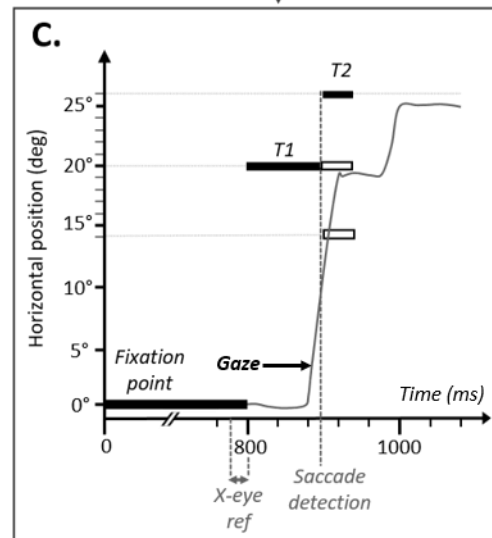 C.
T2
25°
T1
20°
15°
Horizontal position (deg)
10°
Fixation
point
5°
Gaze
0°
Time (ms)
0
800
1000
X-eye
ref
Saccade
detection